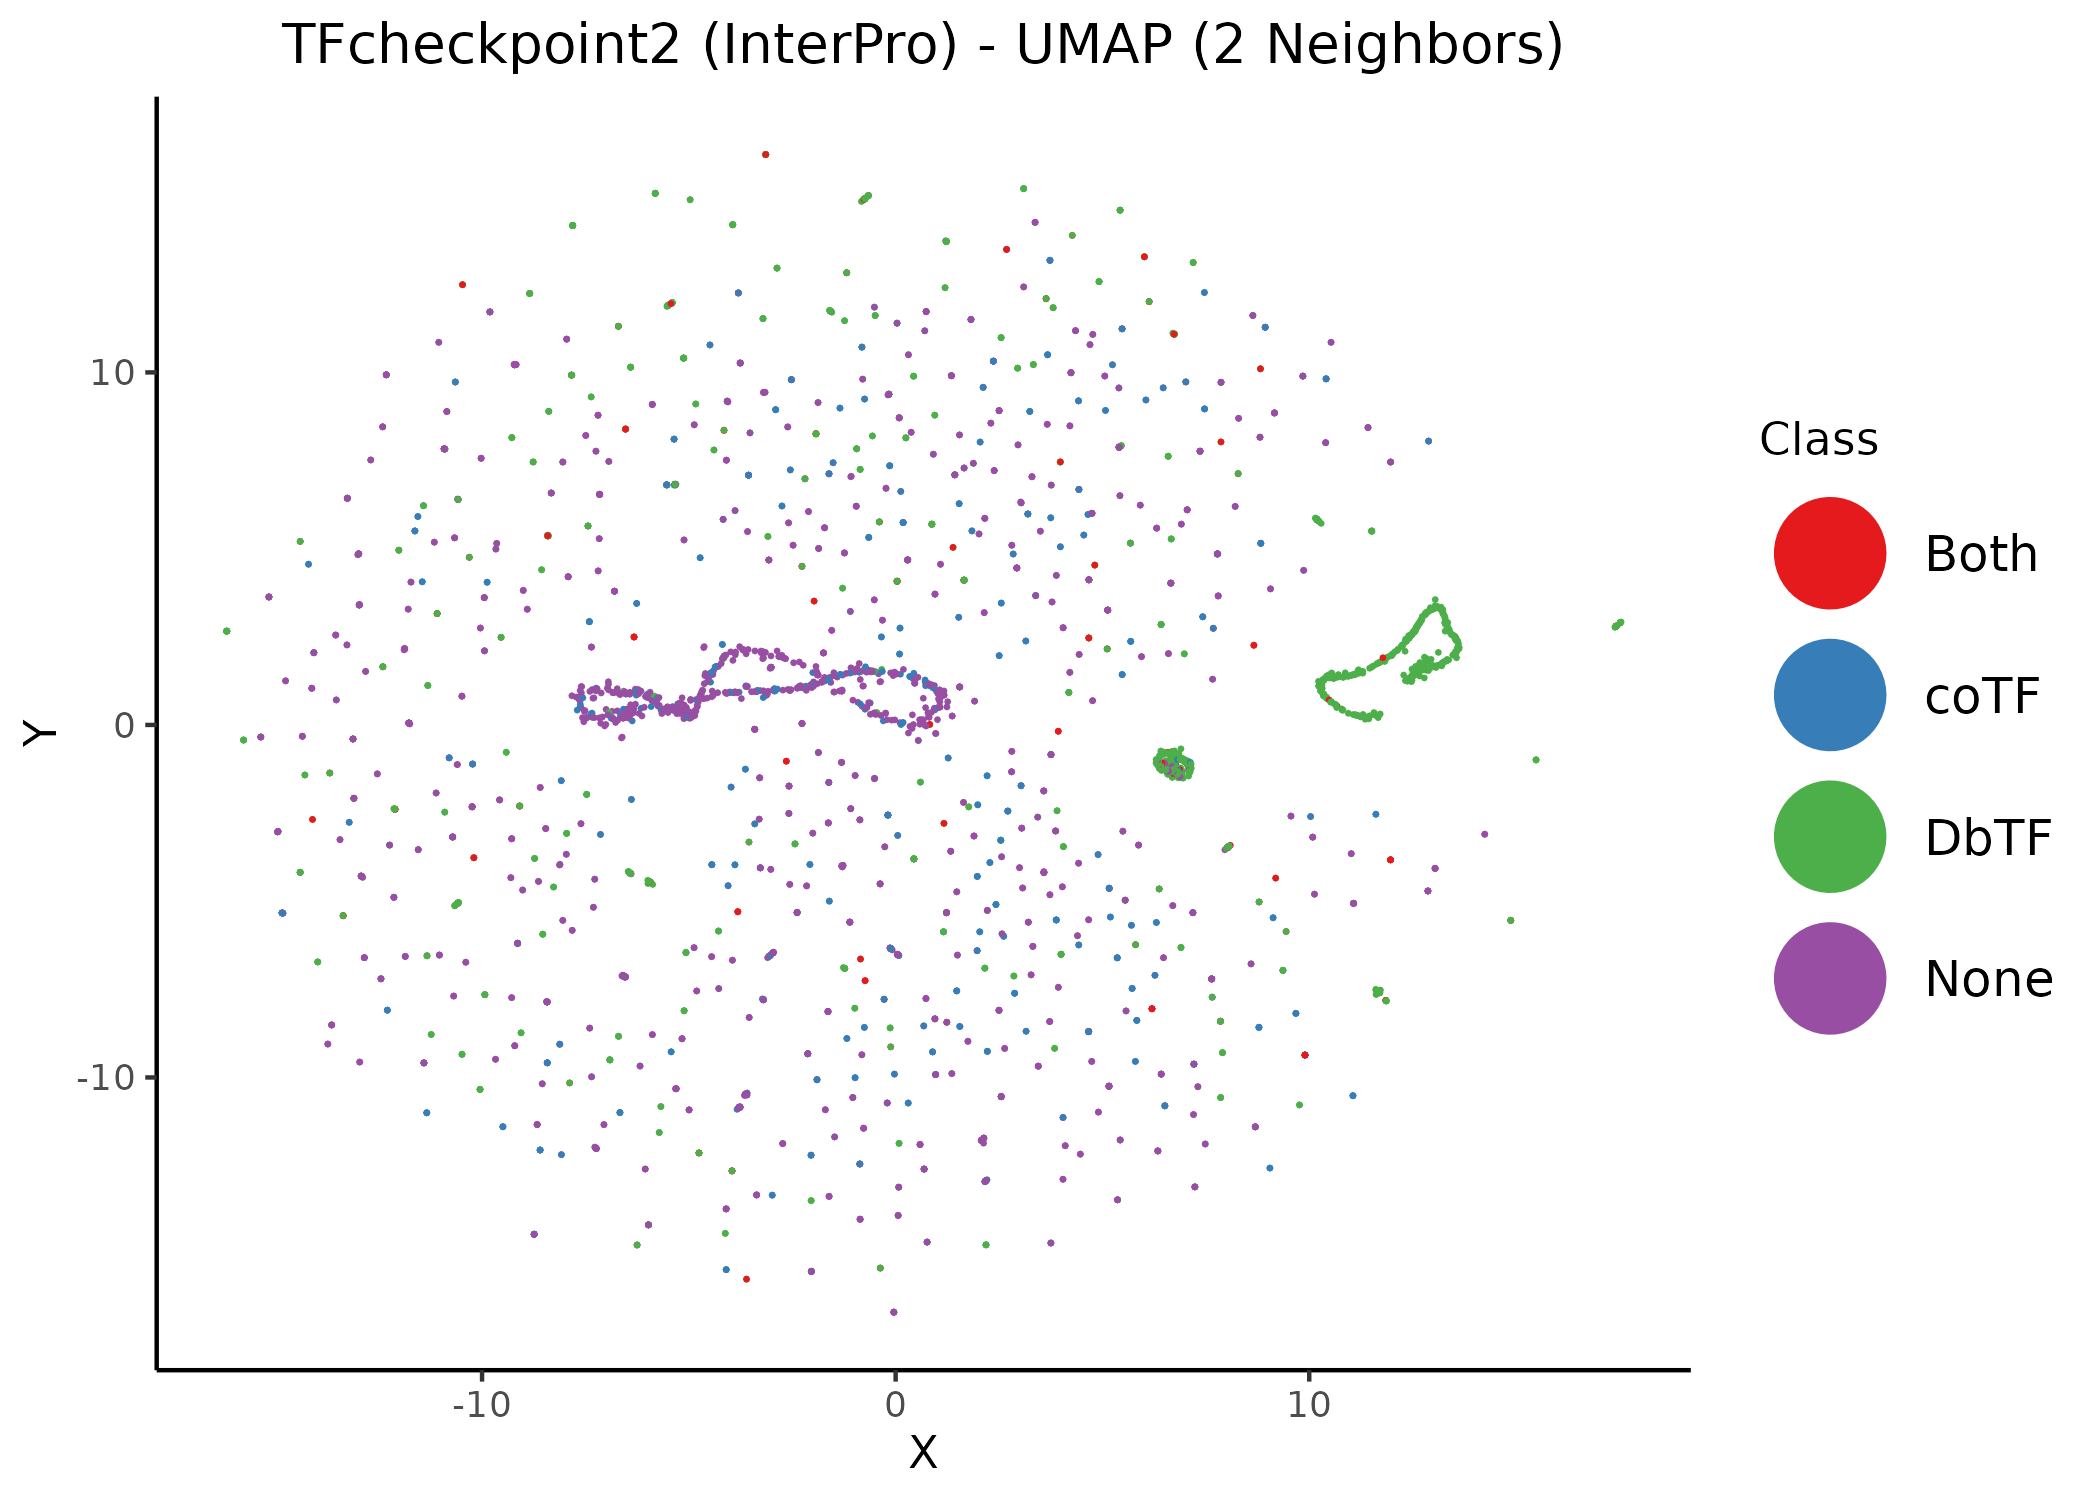 TFcheckpoint2 (InterPro) - UMAP (2 Neighbors)
Y
10
0
-10
-10 0 10
X
Class
Both
coTF
DbTF
None